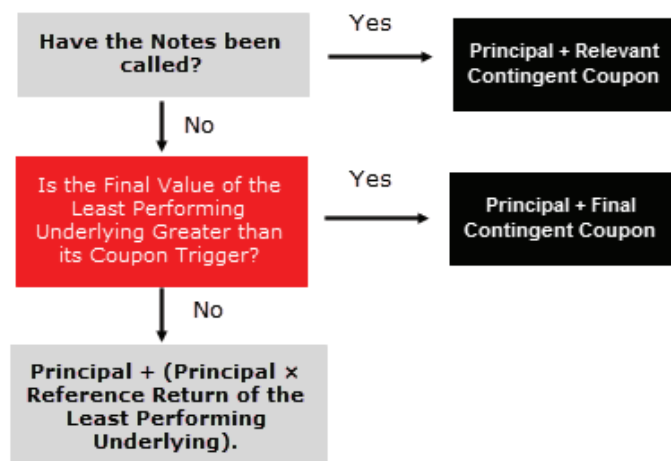 Have the Notes been
called?
Yes
Principal + Relevant
Contingent Coupon
No
Is the Final Value of the
Least Performing
Underlying Greater than
its Coupon Trigger?
Yes
Principal + Final
Contingent Coupon
No
Principal + (Principal ×
Reference Return of the
Least Performing
Underlying).